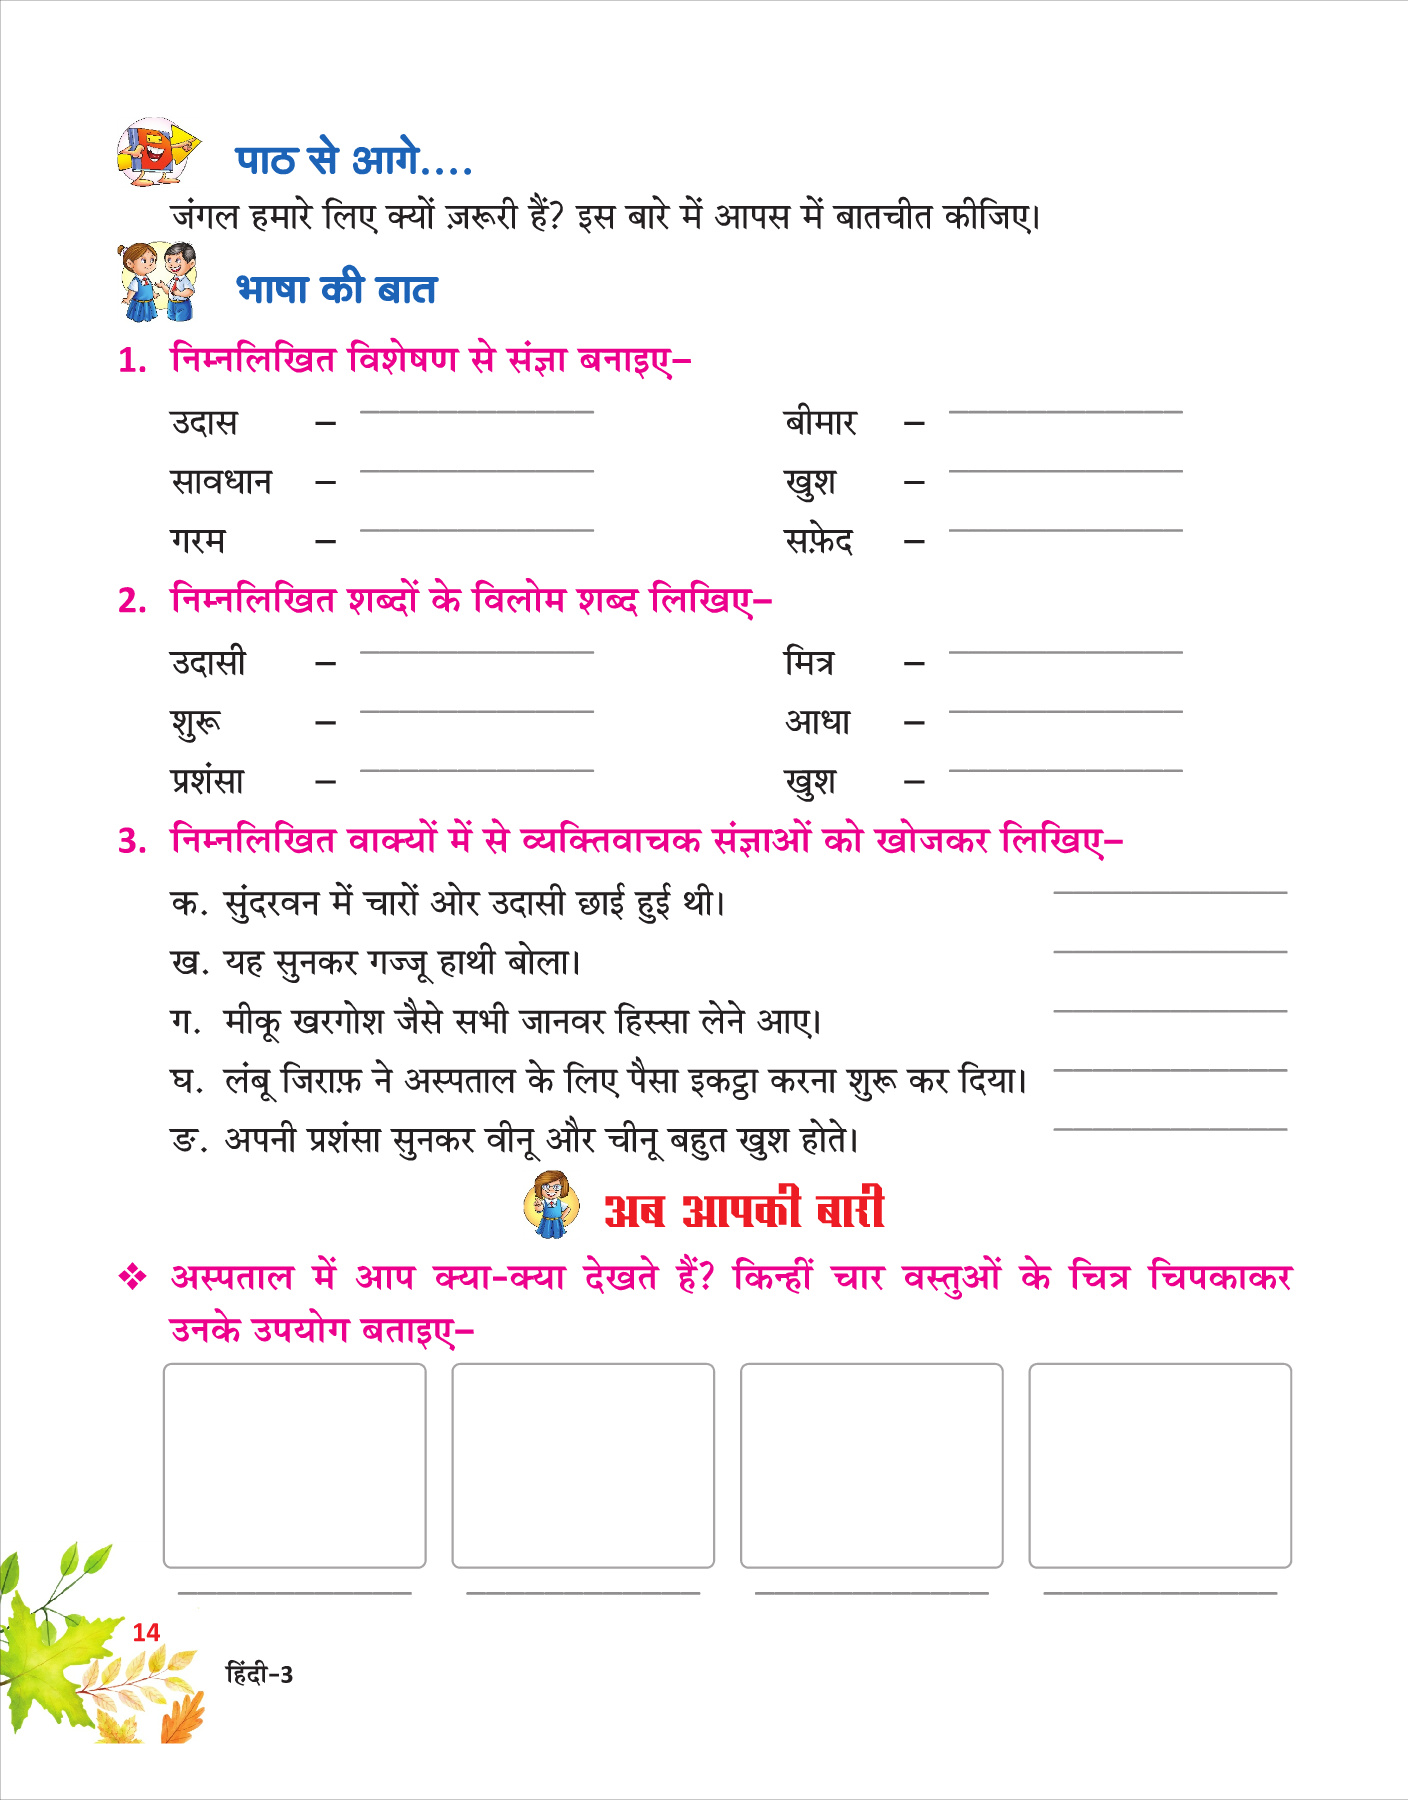 पाठ से आगे....
जंगल हमारे लिए क्यों ज़रूरी हैं? इस बारे में आपस में बातचीत कीजिए।
भाषा की बात
1. निम्नलिखित विशेषण से संज्ञा बनाइए–
उदास – ____________ बीमार – ____________
सावधान – ____________ खुश – ____________
गरम – ____________ सफ़ेद – ____________
2. निम्नलिखित शब्दों के विलोम शब्द लिखिए–
उदासी – ____________ मित्र – ____________
शुरू – ____________ आधा – ____________
प्रशंसा – ____________ खुश – ____________
3. निम्नलिखित वाक्यों में से व्यक्तिवाचक संज्ञाओं को खोजकर लिखिए–
क. सुंदरवन में चारों ओर उदासी छाई हुई थी। ____________
ख. यह सुनकर गज्जू हाथी बोला। ____________
ग. मीकू खरगोश जैसे सभी जानवर हिस्सा लेने आए। ____________
घ. लंबू जिराफ़ ने अस्पताल के लिए पैसा इकट्ठा करना शुरू कर दिया। ____________
ङ. अपनी प्रशंसा सुनकर वीनू और चीनू बहुत खुश होते। ____________
अब आपकी बारी
❖ अस्पताल में आप क्या-क्या देखते हैं? किन्हीं चार वस्तुओं के चित्र चिपकाकर
उनके उपयोग बताइए–
____________ ____________ ____________ ____________
14
हिंदी-3